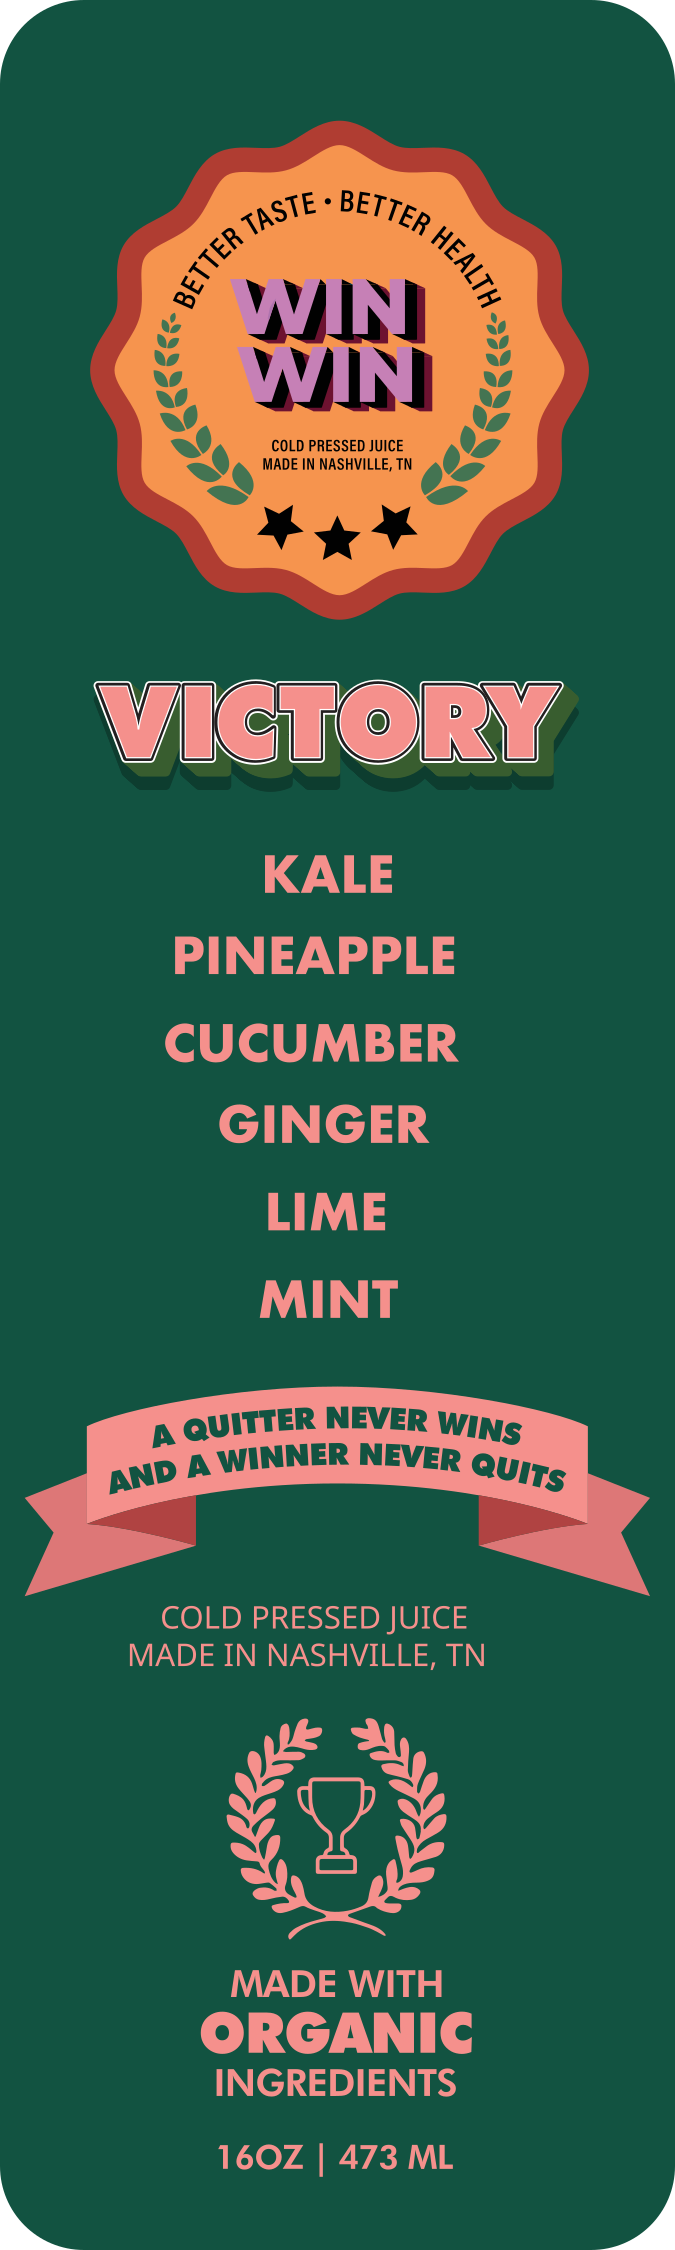 BETTER TASTE • BETTER HEALTH
WIN
WIN
COLD PRESSED JUICE
MADE IN NASHVILLE, TN
VICTORY
KALE
PINEAPPLE
CUCUMBER
GINGER
LIME
MINT
A QUITTER NEVER WINS
AND A WINNER NEVER QUITS
COLD PRESSED JUICE
MADE IN NASHVILLE, TN
MADE WITH
ORGANIC
INGREDIENTS
16OZ | 473 ML